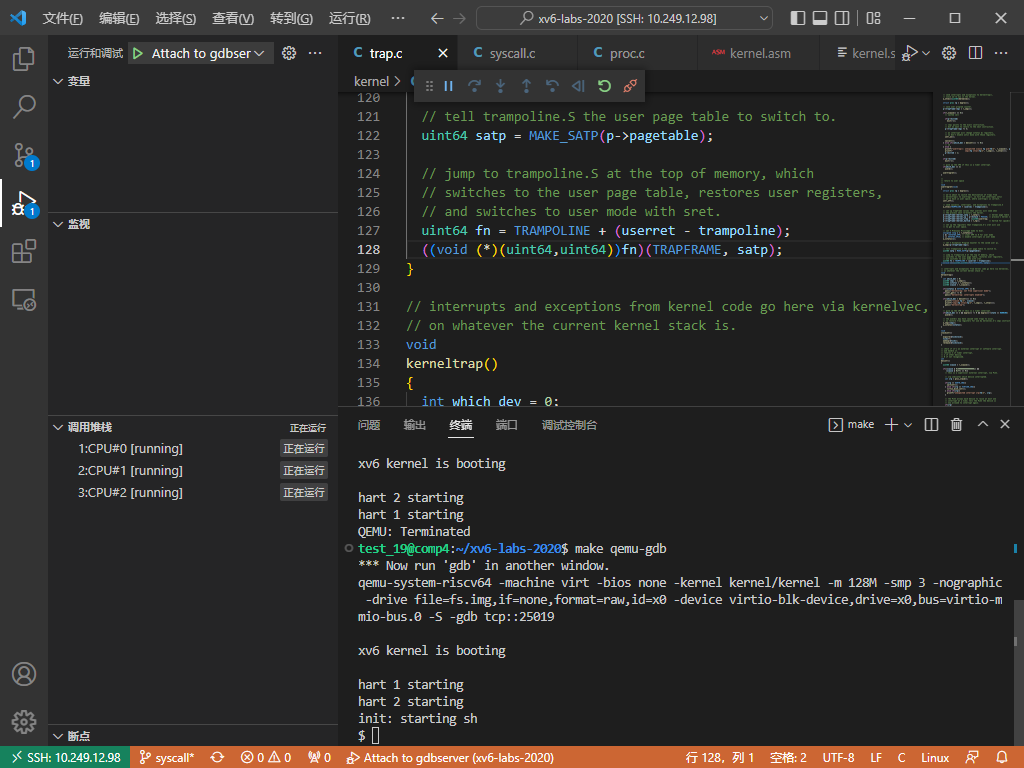 文件(F) 编辑(E) 选择(S) 查看(V) 转到(G) 运行(R) ··· xv6-labs-2020 [SSH: 10.249.12.98]
运行和调试 Attach to gdbser ···
C trap.c C syscall.c C proc.c ASM kernel.asm kernel.s ···
变量
kernel
120
121 // tell trampoline.S the user page table to switch to.
122 uint64 satp = MAKE_SATP(p->pagetable);
123
124 // jump to trampoline.S at the top of memory, which
125 // switches to the user page table, restores user registers,
126 // and switches to user mode with sret.
127 uint64 fn = TRAMPOLINE + (userret - trampoline);
128 ((void (*)(uint64,uint64))fn)(TRAPFRAME, satp);
129 }
130
131 // interrupts and exceptions from kernel code go here via kernelvec,
132 // on whatever the current kernel stack is.
133 void
134 kerneltrap()
135 {
136 int which_dev = 0;
1
1
监视
调用堆栈 正在运行
1:CPU#0 [running] 正在运行
2:CPU#1 [running] 正在运行
3:CPU#2 [running] 正在运行
断点
问题 输出 终端 端口 调试控制台 make
xv6 kernel is booting
hart 2 starting
hart 1 starting
QEMU: Terminated
test_19@comp4:~/xv6-labs-2020$ make qemu-gdb
*** Now run 'gdb' in another window.
qemu-system-riscv64 -machine virt -bios none -kernel kernel/kernel -m 128M -smp 3 -nographic
-drive file=fs.img,if=none,format=raw,id=x0 -device virtio-blk-device,drive=x0,bus=virtio-m
mio-bus.0 -S -gdb tcp::25019
xv6 kernel is booting
hart 1 starting
hart 2 starting
init: starting sh
$
SSH: 10.249.12.98 syscall* 0 0 0 Attach to gdbserver (xv6-labs-2020) 行 128，列 1 空格: 2 UTF-8 LF C Linux